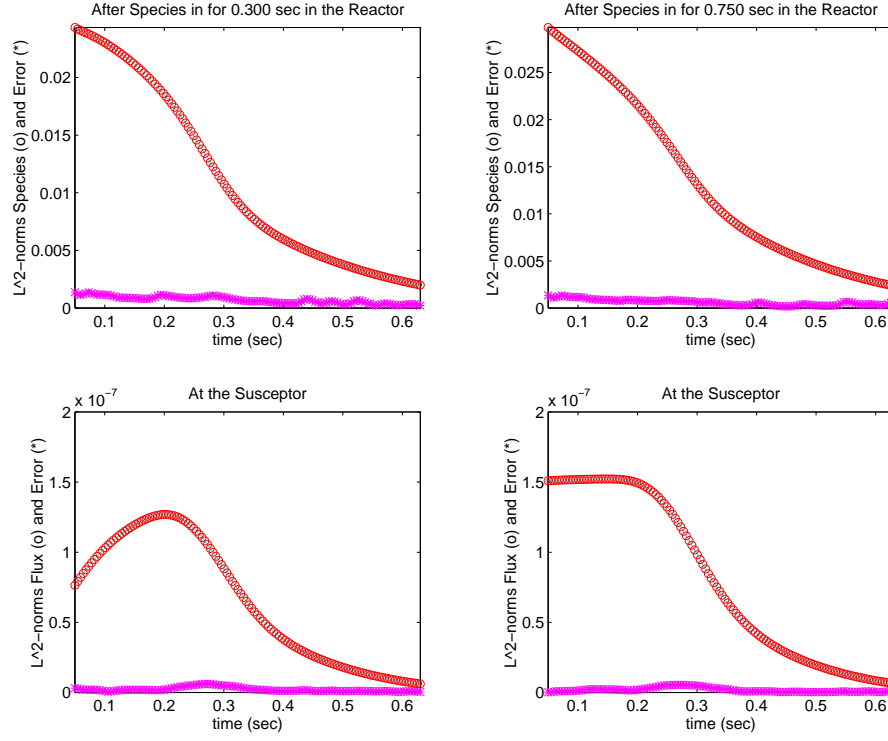 After Species in for 0.300 sec in the Reactor
L^2−norms Species (o) and Error (*)
0.02
0.015
0.01
0.005
0
0.1 0.2 0.3 0.4 0.5 0.6
time (sec)
After Species in for 0.750 sec in the Reactor
L^2−norms Species (o) and Error (*)
0.025
0.02
0.015
0.01
0.005
0
0.1 0.2 0.3 0.4 0.5 0.6
time (sec)
At the Susceptor
x 10−7
L^2−norms Flux (o) and Error (*)
2
1.5
1
0.5
0
0.1 0.2 0.3 0.4 0.5 0.6
time (sec)
At the Susceptor
x 10−7
L^2−norms Flux (o) and Error (*)
2
1.5
1
0.5
0
0.1 0.2 0.3 0.4 0.5 0.6
time (sec)